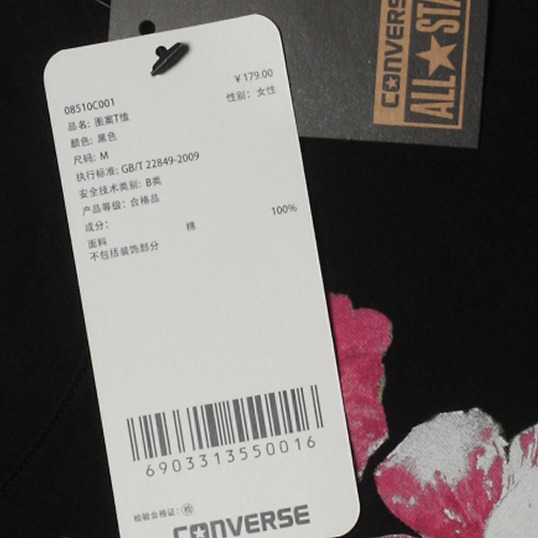 CONVERSE
ALL★STA
¥179.00
08510C001
性别: 女性
品名: 图案T恤
颜色: 黑色
尺码: M
执行标准: GB/T 22849-2009
安全技术类别: B类
产品等级: 合格品
成分:
面料 棉 100%
不包括装饰部分
6903313550016
检验合格证: 检
CONVERSE